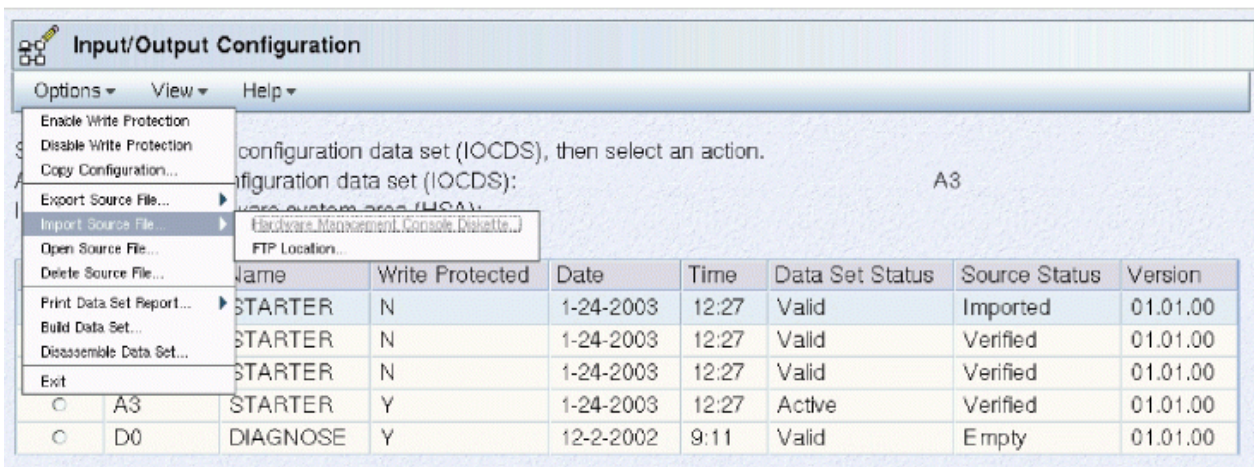 Input/Output Configuration
Options View Help
Enable Write Protection
Disable Write Protection
Copy Configuration...
Export Source File...
Import Source File...
Open Source File...
Delete Source File...
Print Data Set Report...
Build Data Set...
Disassemble Data Set...
Exit
Hardware Management Console Diskette...
FTP Location...
S configuration data set (IOCDS), then select an action.
A figuration data set (IOCDS): A3
system area (HSA):
Name Write Protected Date Time Data Set Status Source Status Version
STARTER N 1-24-2003 12:27 Valid Imported 01.01.00
STARTER N 1-24-2003 12:27 Valid Verified 01.01.00
STARTER N 1-24-2003 12:27 Valid Verified 01.01.00
A3 STARTER Y 1-24-2003 12:27 Active Verified 01.01.00
D0 DIAGNOSE Y 12-2-2002 9:11 Valid Empty 01.01.00